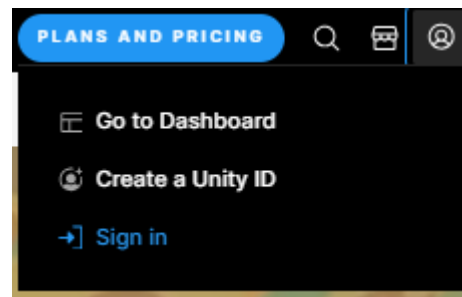 PLANS AND PRICING
Go to Dashboard
Create a Unity ID
Sign in